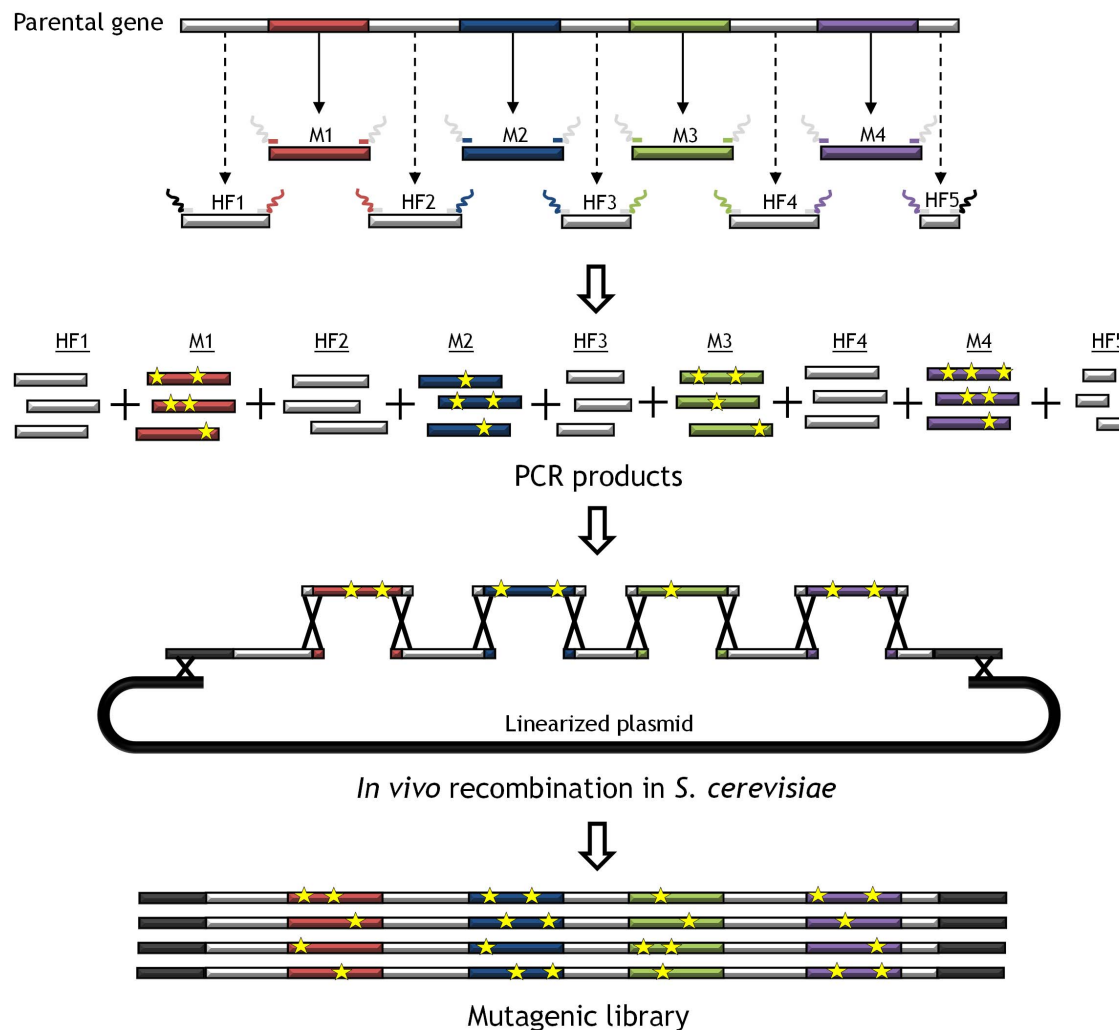 Parental gene
M1 M2 M3 M4
HF1 HF2 HF3 HF4 HF5
HF1 M1 HF2 M2 HF3 M3 HF4 M4 HF5
PCR products
Linearized plasmid
In vivo recombination in S. cerevisiae
Mutagenic library